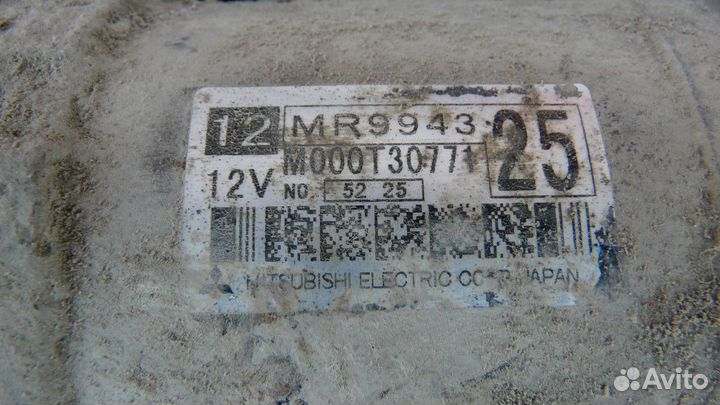 12 MR9943 25
M000T30771
12V NO 52 25
MITSUBISHI ELECTRIC CORP. JAPAN
Avito